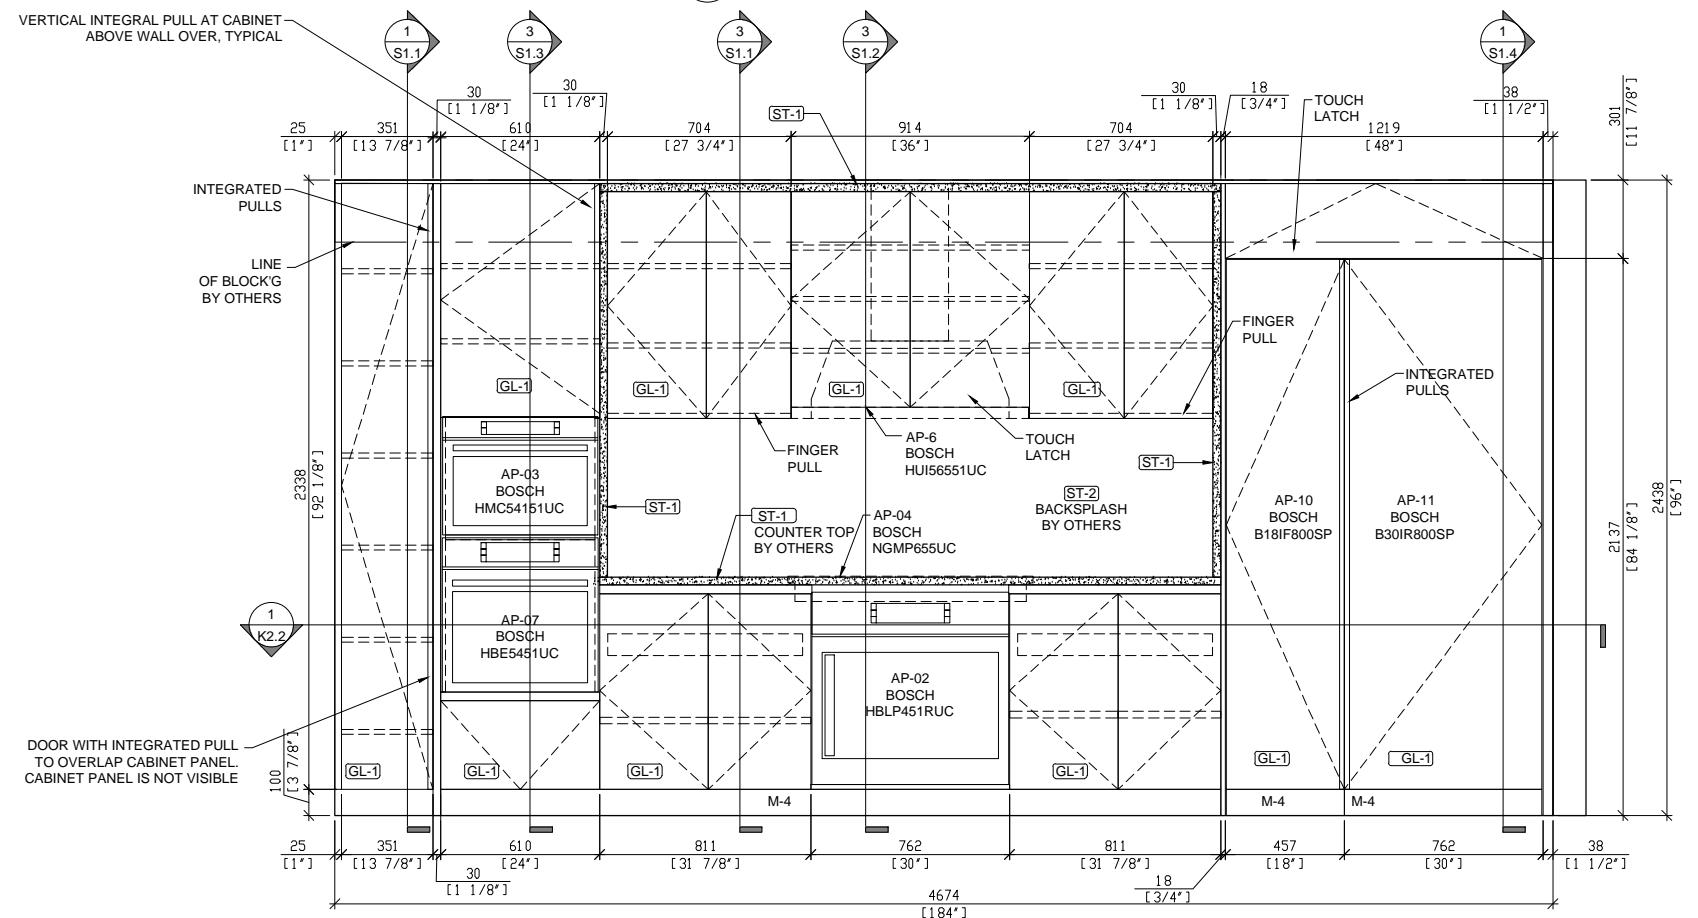 VERTICAL INTEGRAL PULL AT CABINET
ABOVE WALL OVER, TYPICAL
1
S1.1
3
S1.3
3
S1.1
3
S1.2
1
S1.4
30
[1 1/8"]
30
[1 1/8"]
30
[1 1/8"]
18
[3/4"]
38
[1 1/2"]
TOUCH
LATCH
ST-1
25
[1"]
351
[13 7/8"]
610
[24"]
704
[27 3/4"]
914
[36"]
704
[27 3/4"]
1219
[48"]
301
[11 7/8"]
INTEGRATED
PULLS
LINE
OF BLOCK'G
BY OTHERS
GL-1
GL-1
GL-1
GL-1
FINGER
PULL
INTEGRATED
PULLS
FINGER
PULL
AP-6
BOSCH
HUI56551UC
TOUCH
LATCH
ST-1
AP-03
BOSCH
HMC54151UC
ST-1
ST-1
COUNTER TOP
BY OTHERS
AP-04
BOSCH
NGMP655UC
ST-2
BACKSPLASH
BY OTHERS
AP-10
BOSCH
B18IF800SP
AP-11
BOSCH
B30IR800SP
2338
[92 1/8"]
2137
[84 1/8"]
2438
[96"]
1
K2.2
AP-07
BOSCH
HBE5451UC
AP-02
BOSCH
HBLP451RUC
DOOR WITH INTEGRATED PULL
TO OVERLAP CABINET PANEL.
CABINET PANEL IS NOT VISIBLE
100
[3 7/8"]
GL-1
GL-1
GL-1
GL-1
GL-1
GL-1
M-4
M-4
M-4
25
[1"]
351
[13 7/8"]
610
[24"]
811
[31 7/8"]
762
[30"]
811
[31 7/8"]
457
[18"]
762
[30"]
38
[1 1/2"]
30
[1 1/8"]
18
[3/4"]
4674
[184"]